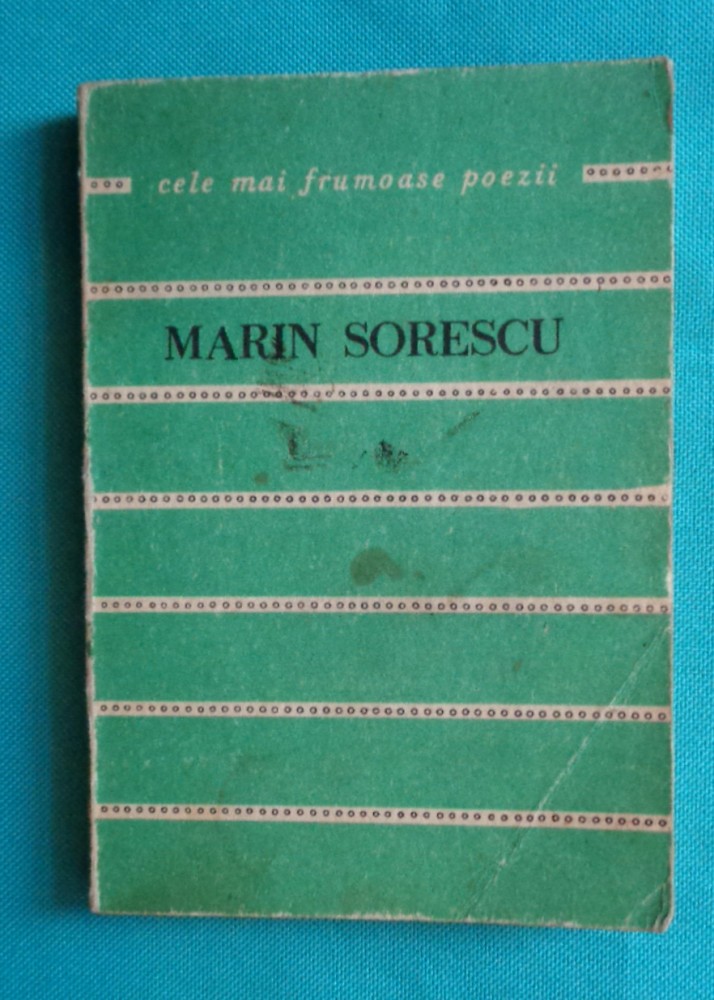 cele mai frumoase poezii
MARIN SORESCU